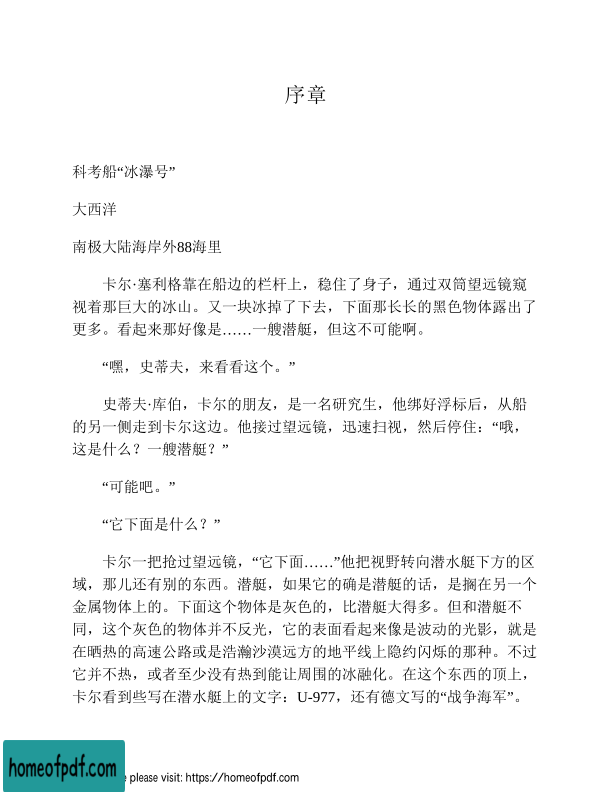 序章
科考船“冰瀑号”
大西洋
南极大陆海岸外88海里
卡尔·塞利格靠在船边的栏杆上，稳住了身子，通过双筒望远镜窥
视着那巨大的冰山。又一块冰掉了下去，下面那长长的黑色物体露出了
更多。看起来那好像是……一艘潜艇，但这不可能啊。
“嘿，史蒂夫，来看看这个。”
史蒂夫·库伯，卡尔的朋友，是一名研究生，他绑好浮标后，从船
的另一侧走到卡尔这边。他接过望远镜，迅速扫视，然后停住：“哦，
这是什么？一艘潜艇？”
“可能吧。”
“它下面是什么？”
卡尔一把抢过望远镜，“它下面……”他把视野转向潜水艇下方的区
域，那儿还有别的东西。潜艇，如果它的确是潜艇的话，是搁在另一个
金属物体上的。下面这个物体是灰色的，比潜艇大得多。但和潜艇不
同，这个灰色的物体并不反光，它的表面看起来像是波动的光影，就是
在晒热的高速公路或是浩瀚沙漠远方的地平线上隐约闪烁的那种。不过
它并不热，或者至少没有热到能让周围的冰融化。在这个东西的顶上，
卡尔看到些写在潜水艇上的文字：U-977，还有德文写的“战争海军”。
homeofpdf.com
e please visit: https://homeofpdf.com